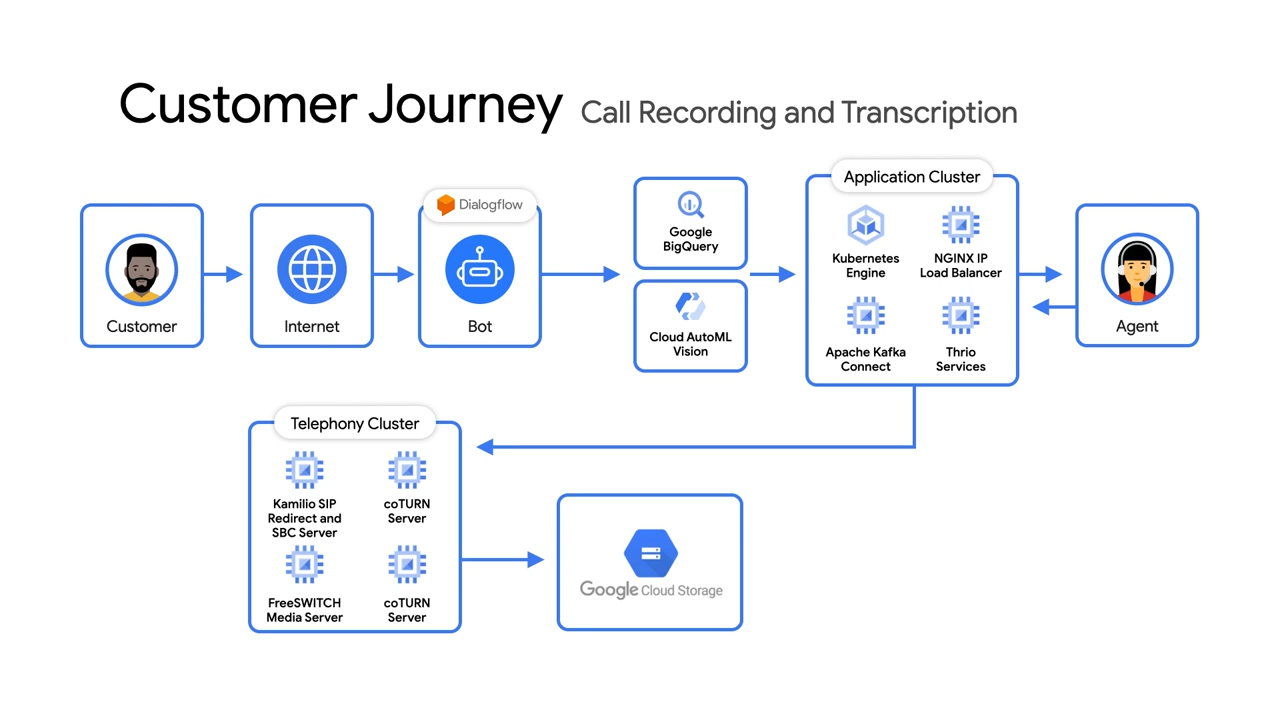 Customer Journey Call Recording and Transcription
Customer
Internet
Dialogflow
Bot
Google
BigQuery
Cloud AutoML
Vision
Application Cluster
Kubernetes
Engine
NGINX IP
Load Balancer
Apache Kafka
Connect
Thrio
Services
Agent
Telephony Cluster
Kamilio SIP
Redirect and
SBC Server
coTURN
Server
FreeSWITCH
Media Server
coTURN
Server
Google Cloud Storage